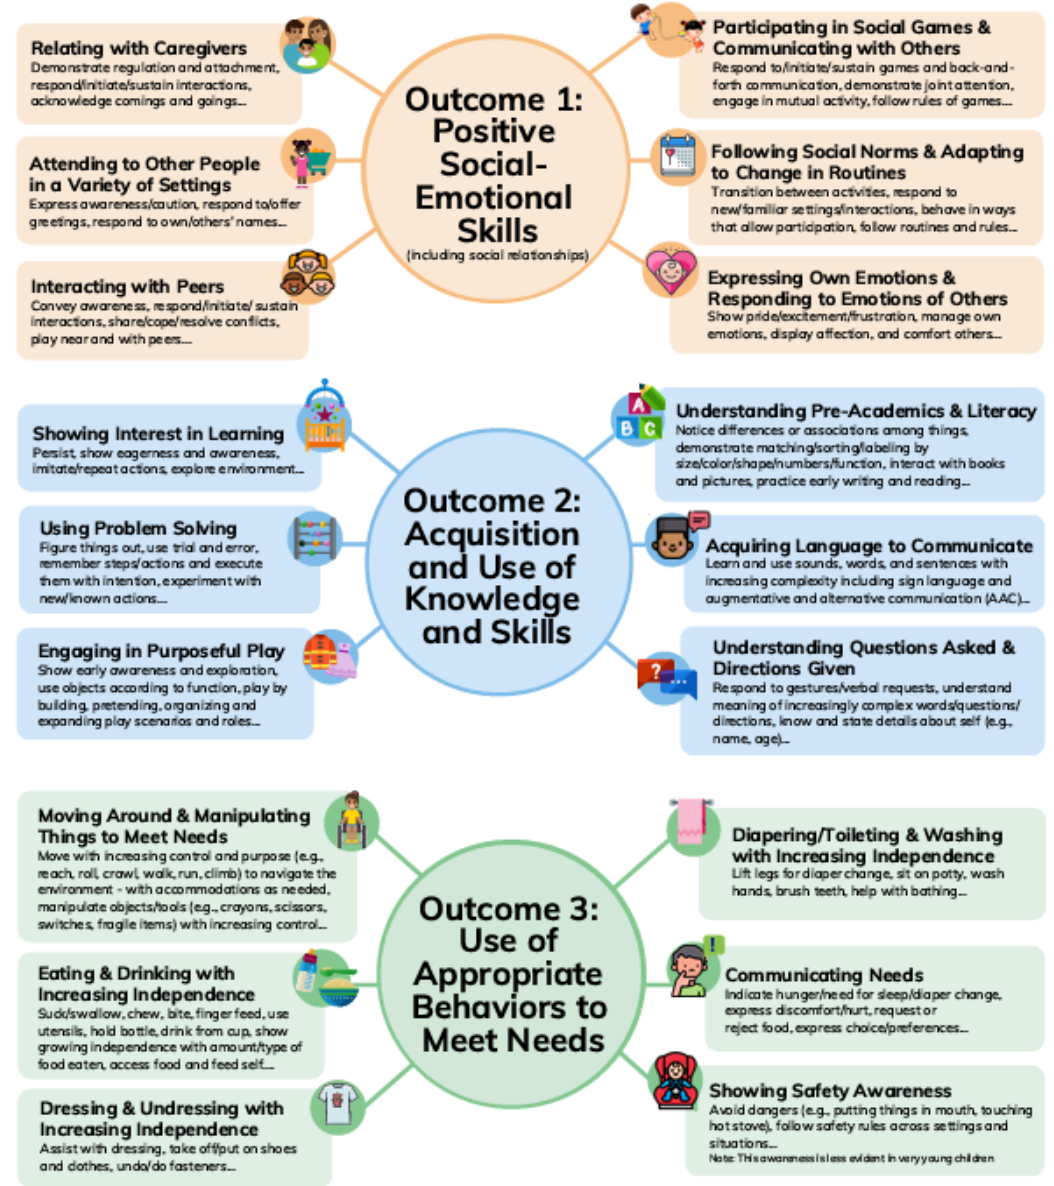 Relating with Caregivers
Demonstrate regulation and attachment,
respond/initiate/sustain interactions,
acknowledge comings and goings...
Attending to Other People
in a Variety of Settings
Express awareness/caution, respond to/offer
greetings, respond to own/others' names...
Interacting with Peers
Convey awareness, respond/initiate/ sustain
interactions, share/cope/resolve conflicts,
play near and with peers...
Outcome 1:
Positive
Social-
Emotional
Skills
(including social relationships)
Participating in Social Games &
Communicating with Others
Respond to/initiate/sustain games and back-and-
forth communication, demonstrate joint attention,
engage in mutual activity, follow rules of games...
Following Social Norms & Adapting
to Change in Routines
Transition between activities, respond to
new/familiar settings/interactions, behave in ways
that allow participation, follow routines and rules...
Expressing Own Emotions &
Responding to Emotions of Others
Show pride/excitement/frustration, manage own
emotions, display affection, and comfort others...
Showing Interest in Learning
Persist, show eagerness and awareness,
imitate/repeat actions, explore environment...
Using Problem Solving
Figure things out, use trial and error,
remember steps/actions and execute
them with intention, experiment with
new/known actions...
Engaging in Purposeful Play
Show early awareness and exploration,
use objects according to function, play by
building, pretending, organizing and
expanding play scenarios and roles...
Outcome 2:
Acquisition
and Use of
Knowledge
and Skills
A
B C
Understanding Pre-Academics & Literacy
Notice differences or associations among things,
demonstrate matching/sorting/labeling by
size/color/shape/numbers/function, interact with books
and pictures, practice early writing and reading...
Acquiring Language to Communicate
Learn and use sounds, words, and sentences with
increasing complexity including sign language and
augmentative and alternative communication (AAC)...
?
...
Understanding Questions Asked &
Directions Given
Respond to gestures/verbal requests, understand
meaning of increasingly complex words/questions/
directions, know and state details about self (e.g.,
name, age)...
Moving Around & Manipulating
Things to Meet Needs
Move with increasing control and purpose (e.g.,
reach, roll, crawl, walk, run, climb) to navigate the
environment - with accommodations as needed,
manipulate objects/tools (e.g., crayons, scissors,
switches, fragile items) with increasing control...
Eating & Drinking with
Increasing Independence
Suck/swallow, chew, bite, finger feed, use
utensils, hold bottle, drink from cup, show
growing independence with amount/type of
food eaten, access food and feed self...
Dressing & Undressing with
Increasing Independence
Assist with dressing, take off/put on shoes
and clothes, undo/do fasteners...
Outcome 3:
Use of
Appropriate
Behaviors to
Meet Needs
Diapering/Toileting & Washing
with Increasing Independence
Lift legs for diaper change, sit on potty, wash
hands, brush teeth, help with bathing...
!
Communicating Needs
Indicate hunger/need for sleep/diaper change,
express discomfort/hurt, request or
reject food, express choice/preferences...
Showing Safety Awareness
Avoid dangers (e.g., putting things in mouth, touching
hot stove), follow safety rules across settings and
situations...
Note: This awareness is less evident in very young children